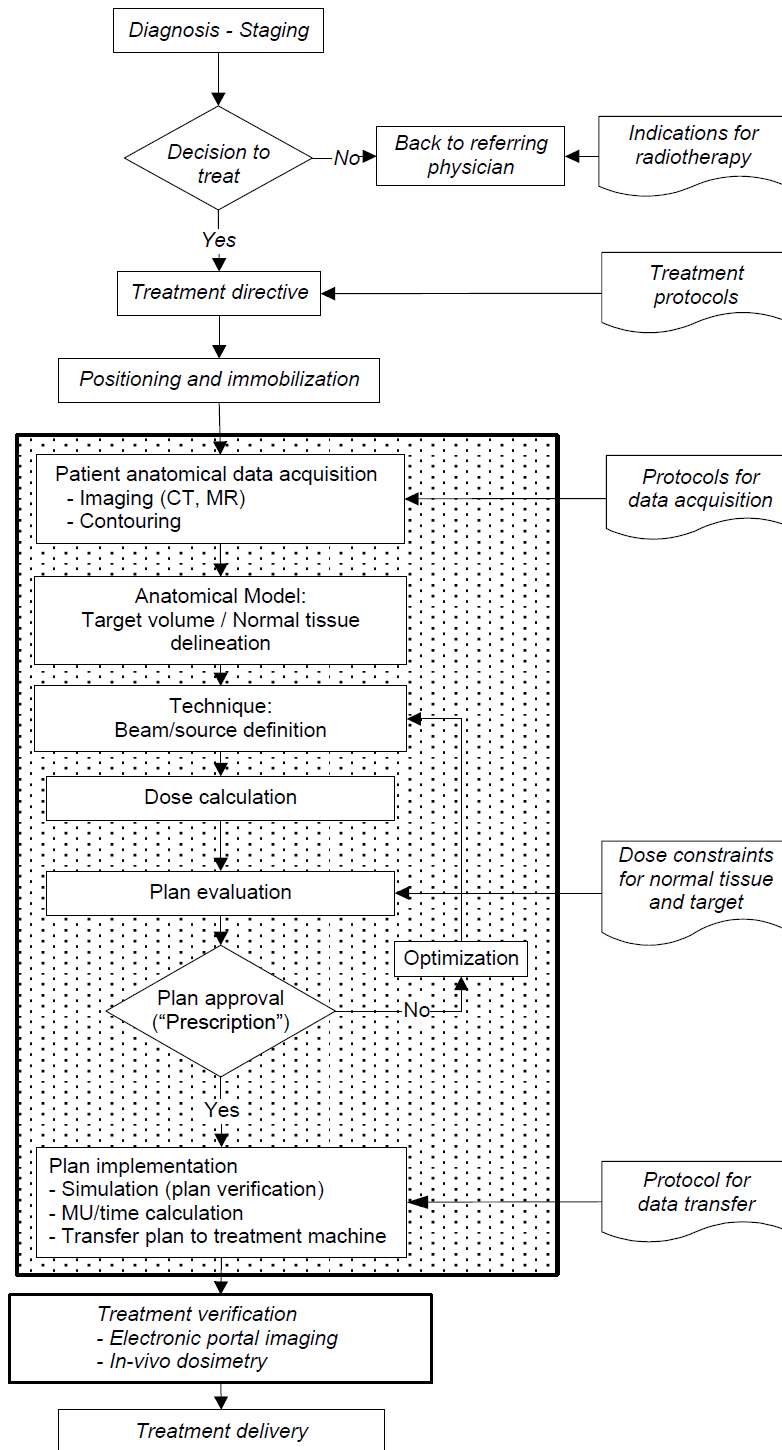 Diagnosis - Staging
Decision to
treat
No
Back to referring
physician
Indications for
radiotherapy
Yes
Treatment directive
Treatment
protocols
Positioning and immobilization
Patient anatomical data acquisition
- Imaging (CT, MR)
- Contouring
Protocols for
data acquisition
Anatomical Model:
Target volume / Normal tissue
delineation
Technique:
Beam/source definition
Dose calculation
Plan evaluation
Dose constraints
for normal tissue
and target
Optimization
Plan approval
(“Prescription”)
No
Yes
Plan implementation
- Simulation (plan verification)
- MU/time calculation
- Transfer plan to treatment machine
Protocol for
data transfer
Treatment verification
- Electronic portal imaging
- In-vivo dosimetry
Treatment delivery